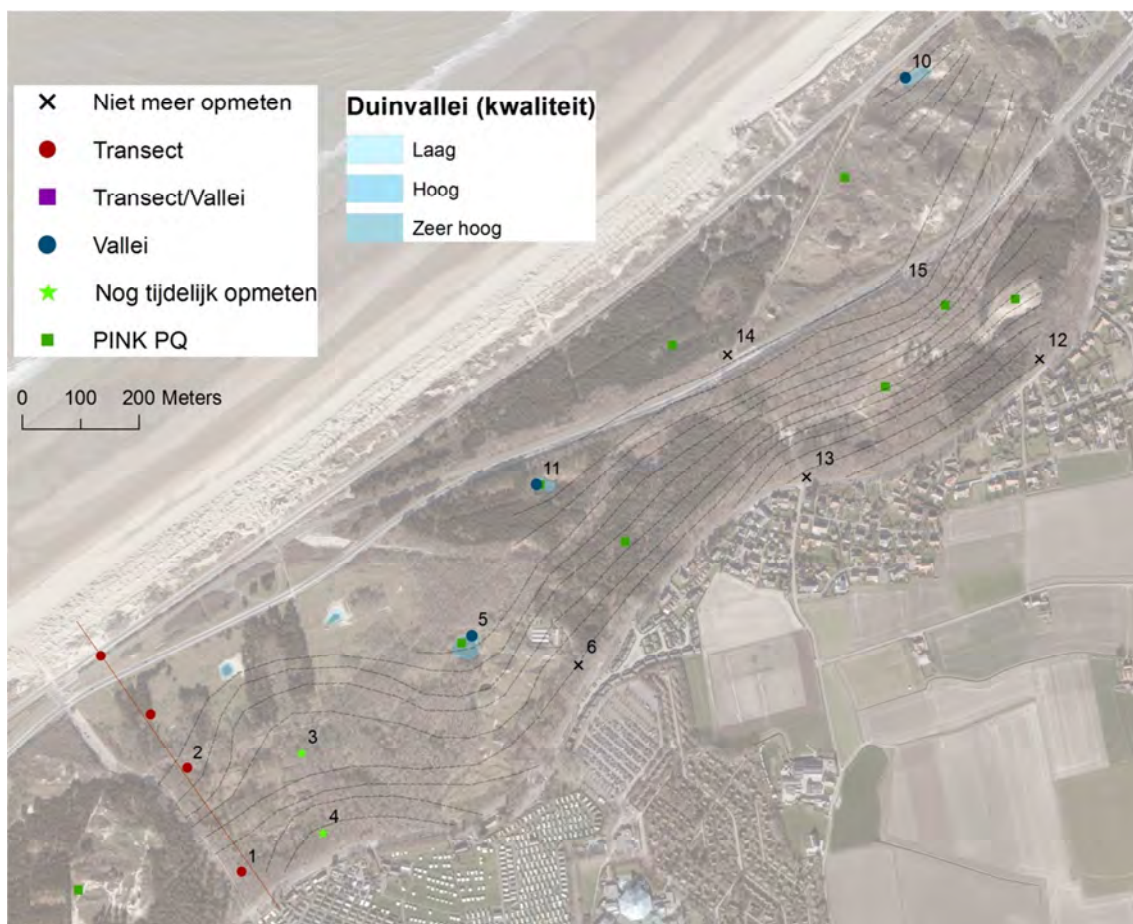 Niet meer opmeten
Transect
Transect/Vallei
Vallei
Nog tijdelijk opmeten
PINK PQ
Duinvallei (kwaliteit)
Laag
Hoog
Zeer hoog
0 100 200 Meters
10
15
14
12
13
11
5
6
2
3
4
1